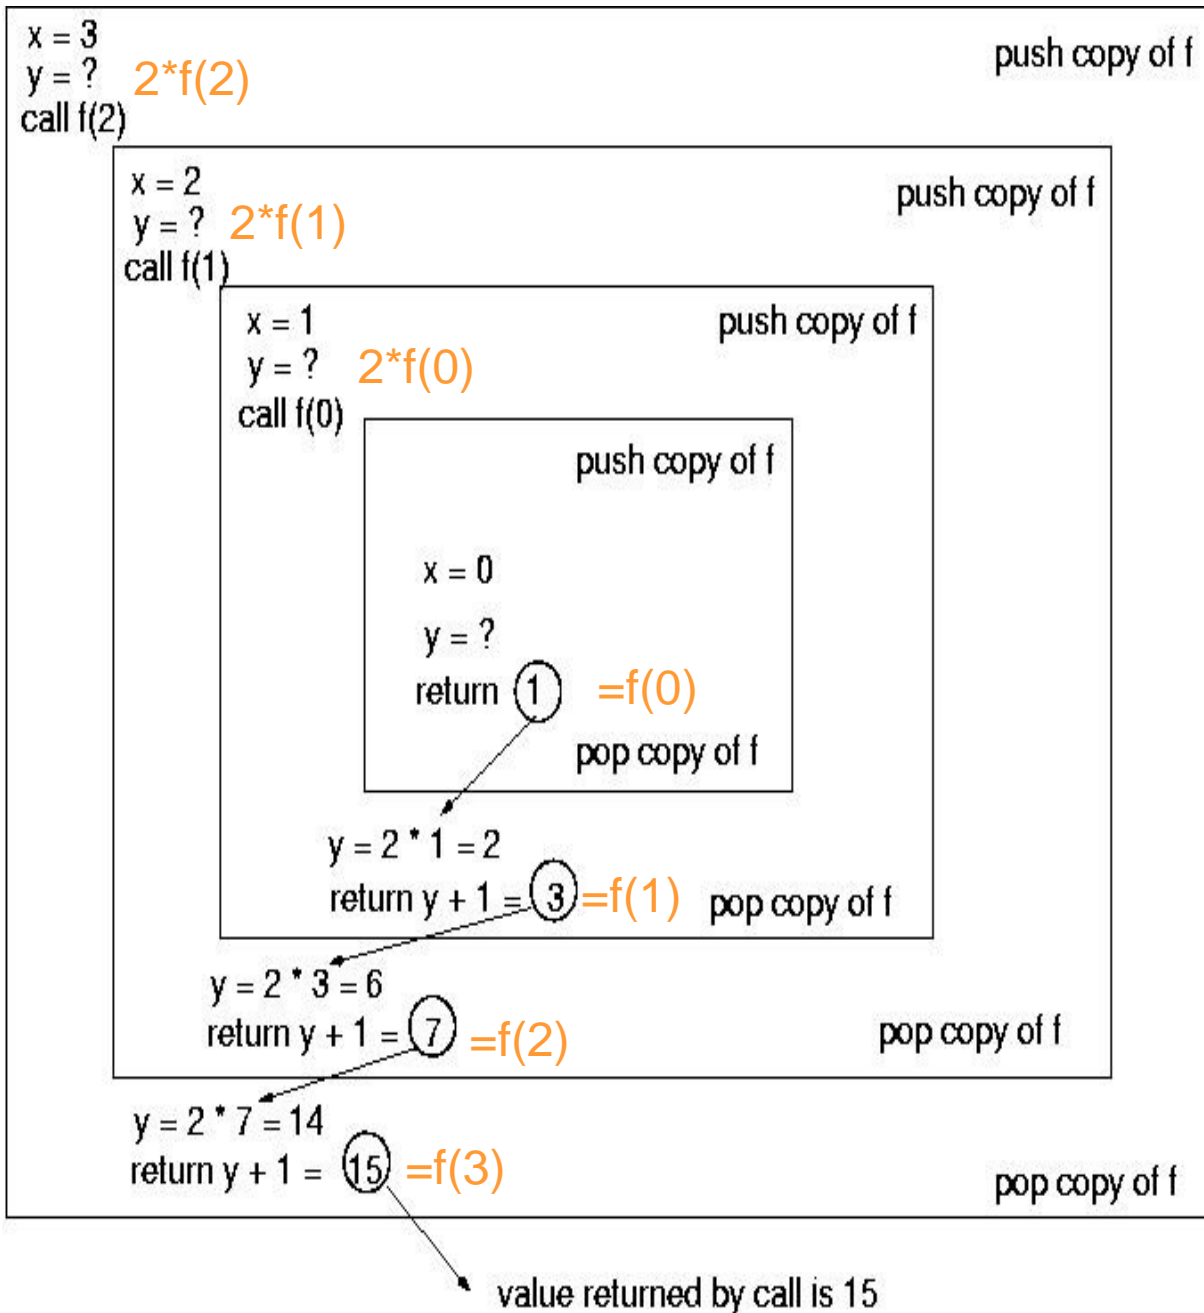 x = 3
push copy of f
y = ? 2*f(2)
call f(2)
x = 2
push copy of f
y = ? 2*f(1)
call f(1)
x = 1
push copy of f
y = ? 2*f(0)
call f(0)
push copy of f
x = 0
y = ?
return 1 =f(0)
pop copy of f
y = 2 * 1 = 2
return y + 1 = 3 =f(1) pop copy of f
y = 2 * 3 = 6
return y + 1 = 7 =f(2) pop copy of f
y = 2 * 7 = 14
return y + 1 = 15 =f(3) pop copy of f
value returned by call is 15